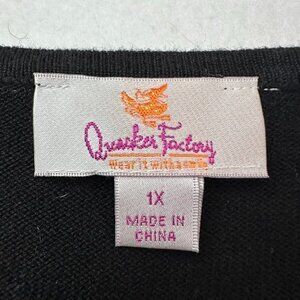 Quacker Factory
Wear it with a smile
1X
MADE IN
CHINA